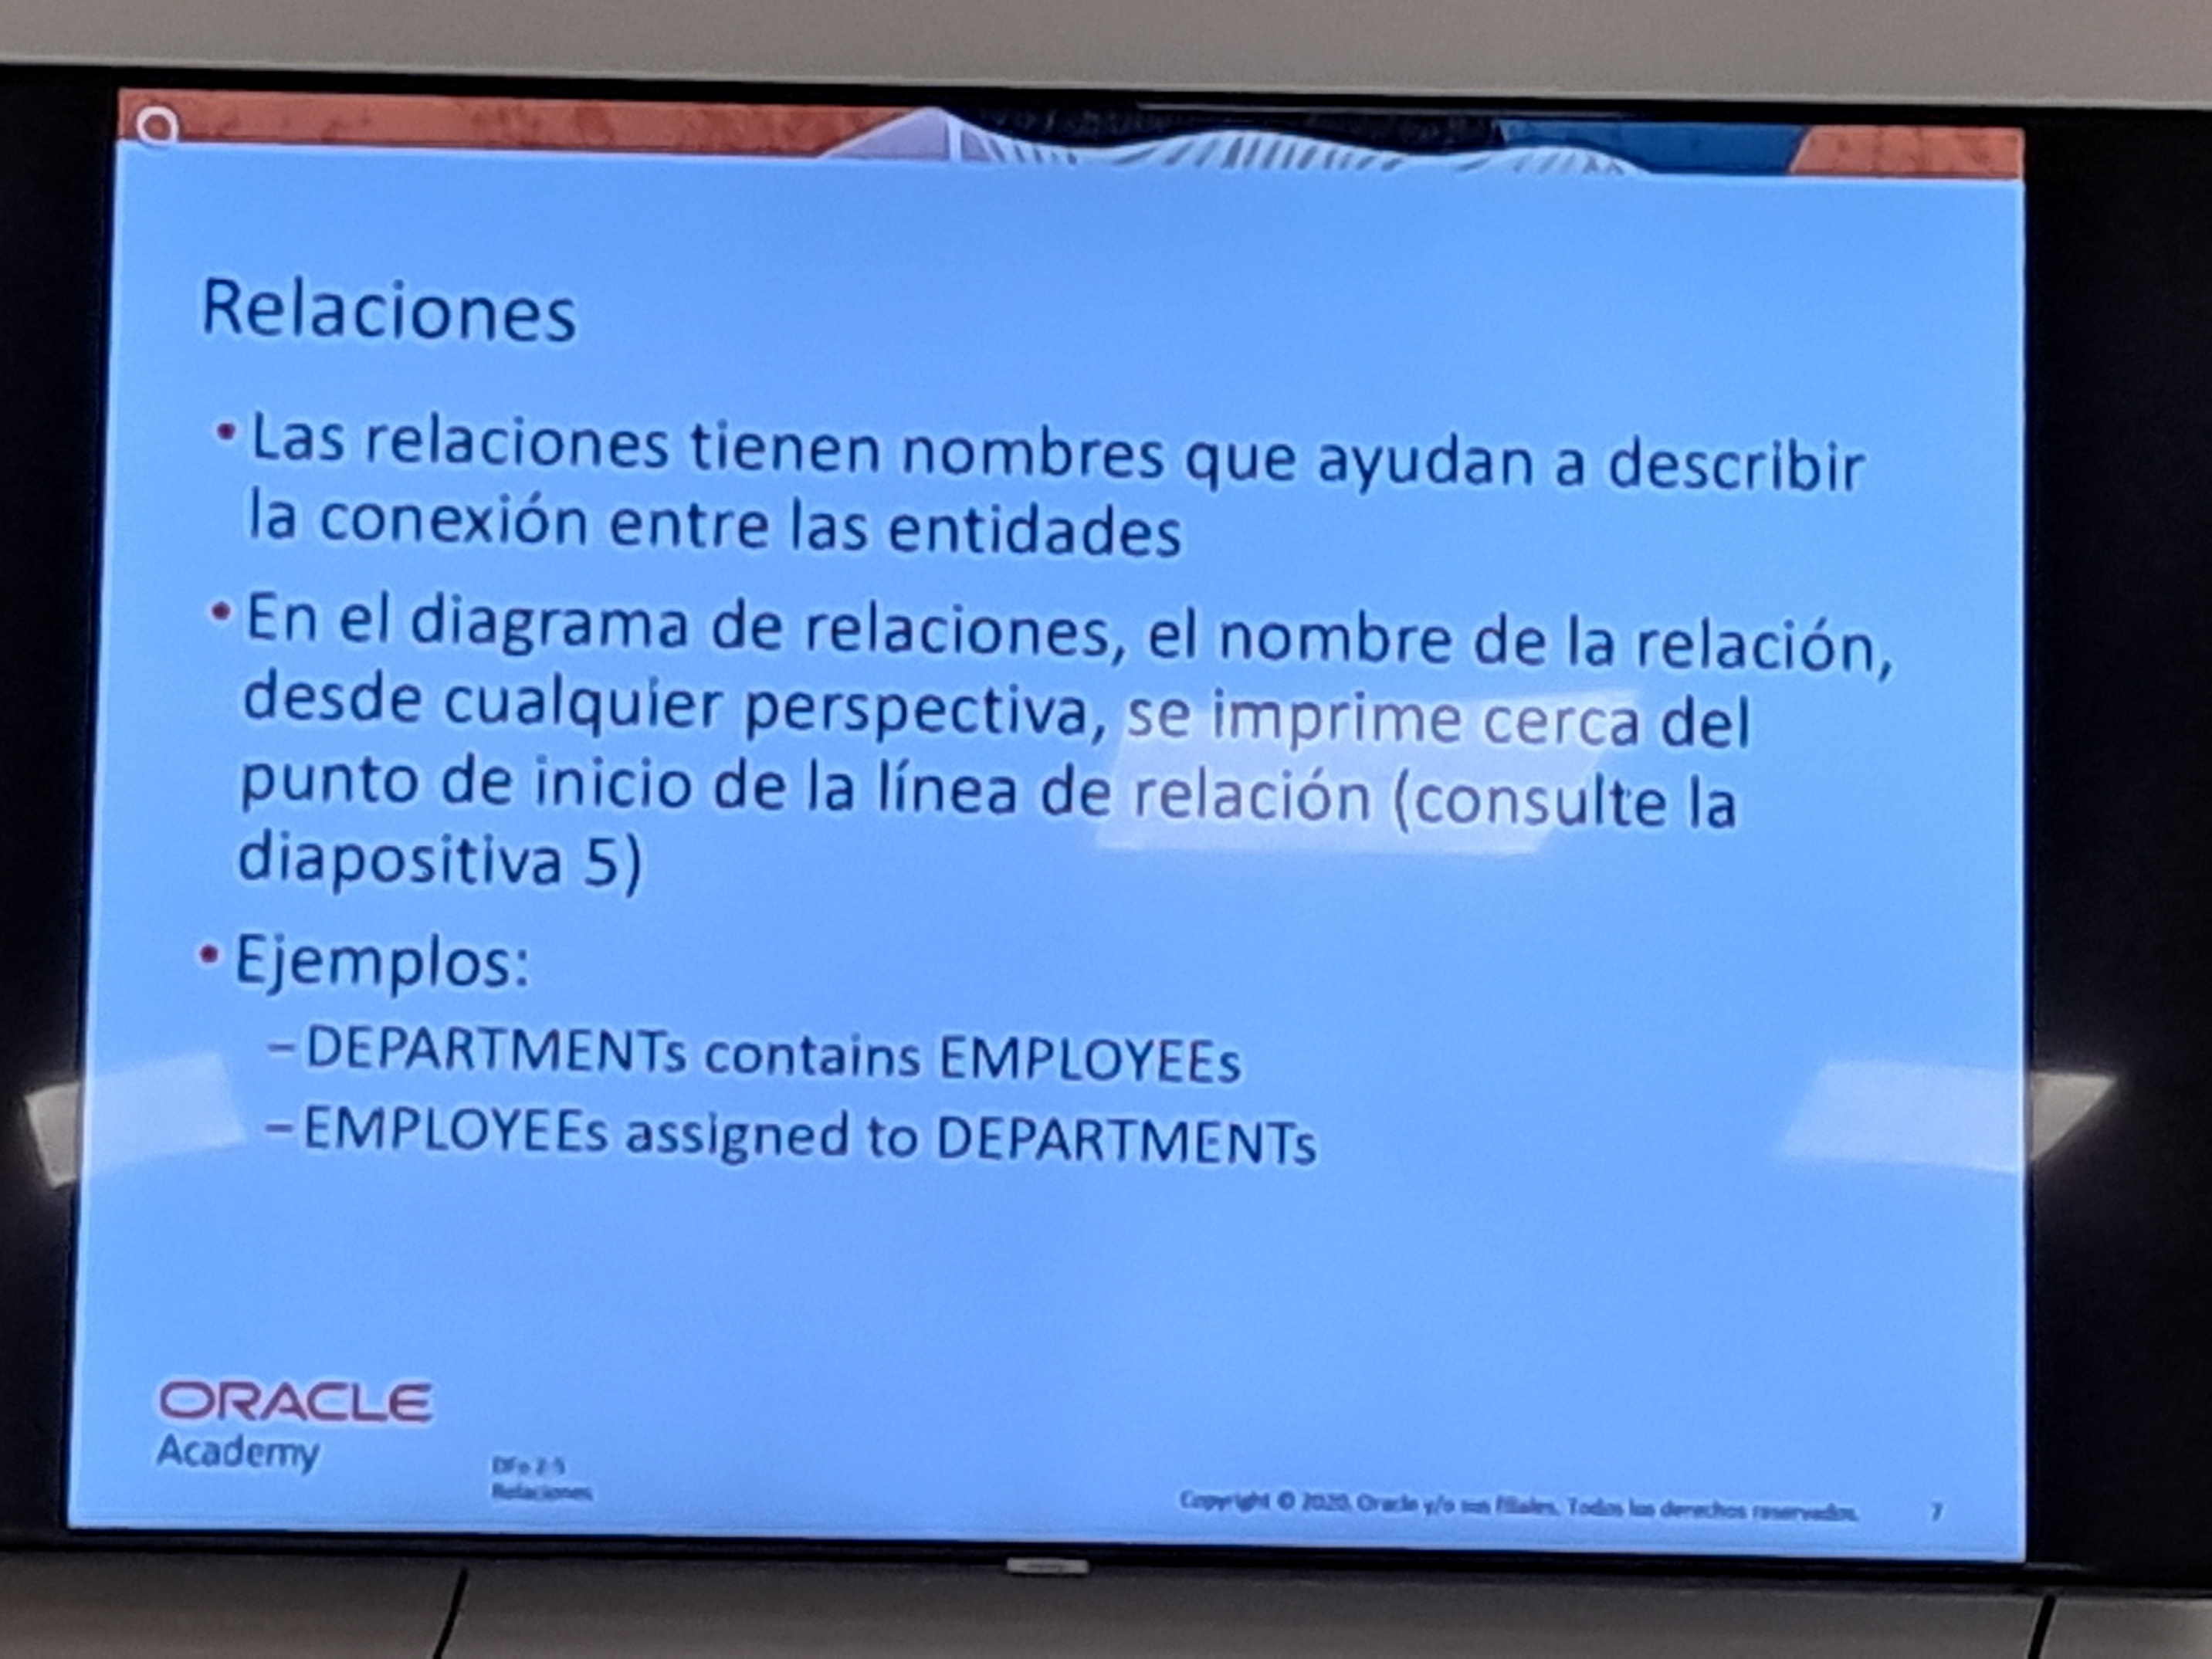 Relaciones
• Las relaciones tienen nombres que ayudan a describir
la conexión entre las entidades
• En el diagrama de relaciones, el nombre de la relación,
desde cualquier perspectiva, se imprime cerca del
punto de inicio de la línea de relación (consulte la
diapositiva 5)
• Ejemplos:
– DEPARTMENTs contains EMPLOYEEs
– EMPLOYEEs assigned to DEPARTMENTs
ORACLE
Academy
Relaciones
Copyright © 2020, Oracle y/o sus filiales. Todos los derechos reservados.
7